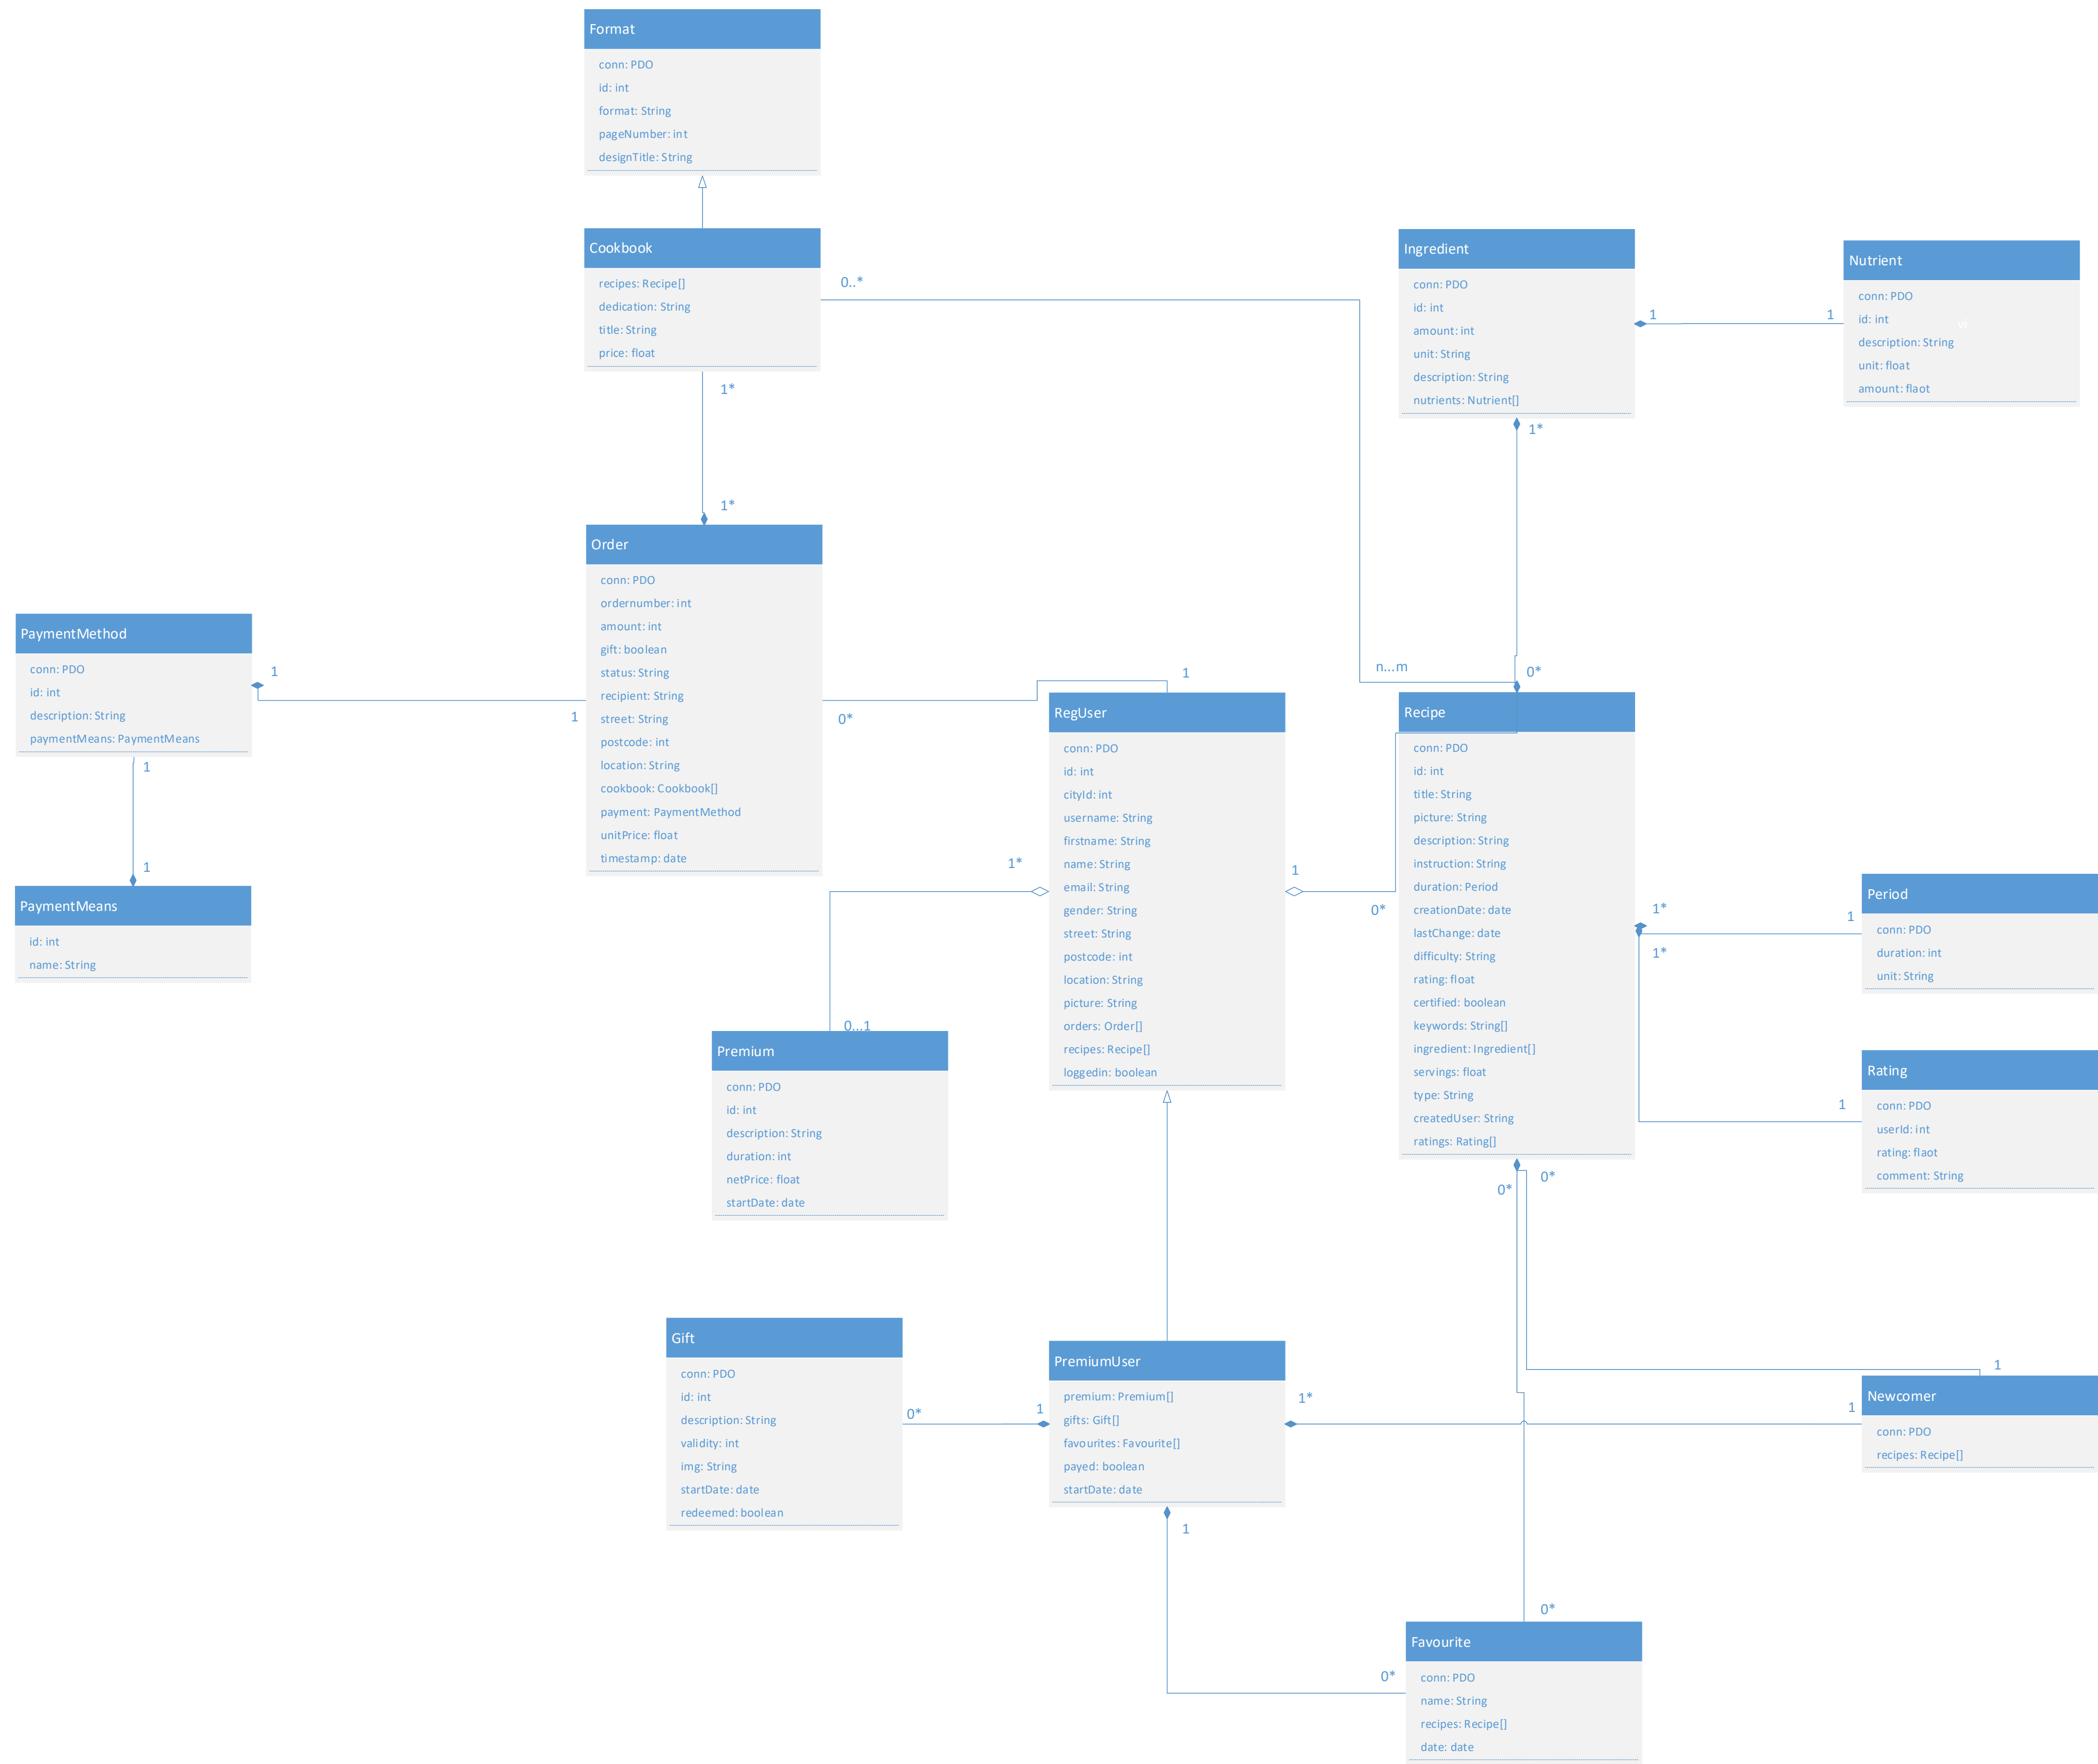 Format
conn: PDO
id: int
format: String
pageNumber: int
designTitle: String
Cookbook
recipes: Recipe[]
dedication: String
title: String
price: float
0..*
1*
Ingredient
conn: PDO
id: int
amount: int
unit: String
description: String
nutrients: Nutrient[]
1
1
1*
Nutrient
conn: PDO
id: int
description: String
unit: float
amount: flaot
1*
Order
conn: PDO
ordernumber: int
amount: int
gift: boolean
status: String
recipient: String
street: String
postcode: int
location: String
cookbook: Cookbook[]
payment: PaymentMethod
unitPrice: float
timestamp: date
PaymentMethod
conn: PDO
id: int
description: String
paymentMeans: PaymentMeans
1
1
1
1
PaymentMeans
id: int
name: String
0*
1
RegUser
conn: PDO
id: int
cityId: int
username: String
firstname: String
name: String
email: String
gender: String
street: String
postcode: int
location: String
picture: String
orders: Order[]
recipes: Recipe[]
loggedin: boolean
1*
1
0*
n...m
0*
Recipe
conn: PDO
id: int
title: String
picture: String
description: String
instruction: String
duration: Period
creationDate: date
lastChange: date
difficulty: String
rating: float
certified: boolean
keywords: String[]
ingredient: Ingredient[]
servings: float
type: String
createdUser: String
ratings: Rating[]
1*
1*
1
Period
conn: PDO
duration: int
unit: String
1
Rating
conn: PDO
userId: int
rating: flaot
comment: String
0...1
Premium
conn: PDO
id: int
description: String
duration: int
netPrice: float
startDate: date
0*
0*
Gift
conn: PDO
id: int
description: String
validity: int
img: String
startDate: date
redeemed: boolean
0*
1
PremiumUser
premium: Premium[]
gifts: Gift[]
favourites: Favourite[]
payed: boolean
startDate: date
1*
1
1
1
Newcomer
conn: PDO
recipes: Recipe[]
0*
0*
Favourite
conn: PDO
name: String
recipes: Recipe[]
date: date